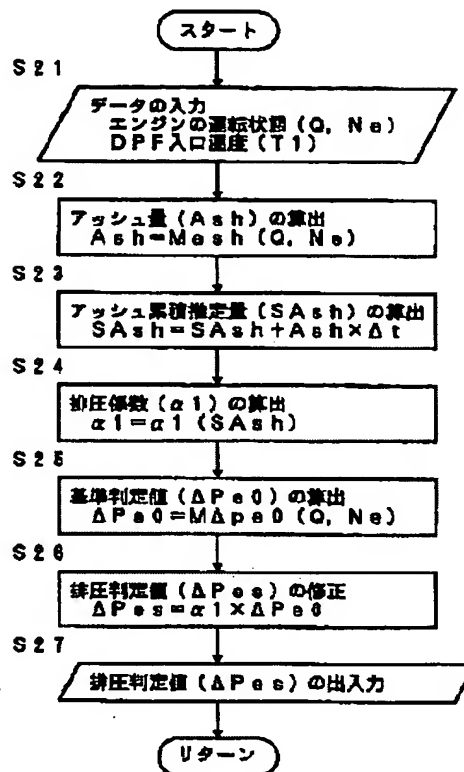 スタート
S21
データの入力
エンジンの運転状態(Q, Ne)
DPF入口温度(T1)
S22
アッシュ量(Ash)の算出
Ash=Mesh(Q, Ne)
S23
アッシュ累積推定量(SAsh)の算出
SAsh=SAsh+Ash×Δt
S24
排圧係数(α1)の算出
α1=α1(SAsh)
S25
基準判定値(ΔPe0)の算出
ΔPe0=MΔpe0(Q, Ne)
S26
排圧判定値(ΔPes)の修正
ΔPes=α1×ΔPe0
S27
排圧判定値(ΔPes)の出入力
リターン